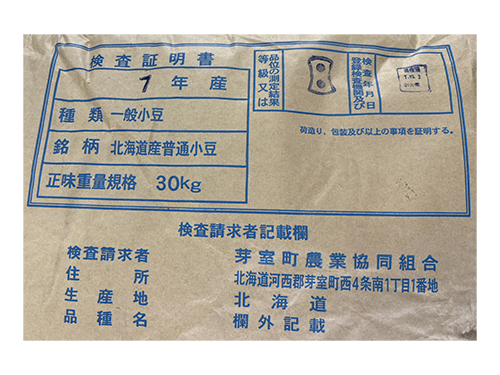 検査証明書
7年産
種類 一般小豆
銘柄 北海道産普通小豆
正味重量規格 30kg
品位の測定結果
等級又は
検査年月日
登録検査機関及び
荷造り、包装及び以上の事項を証明する。
検査請求者記載欄
検査請求者 芽室町農業協同組合
住所 北海道河西郡芽室町西4条南1丁目1番地
生産地 北海道
品種名 欄外記載